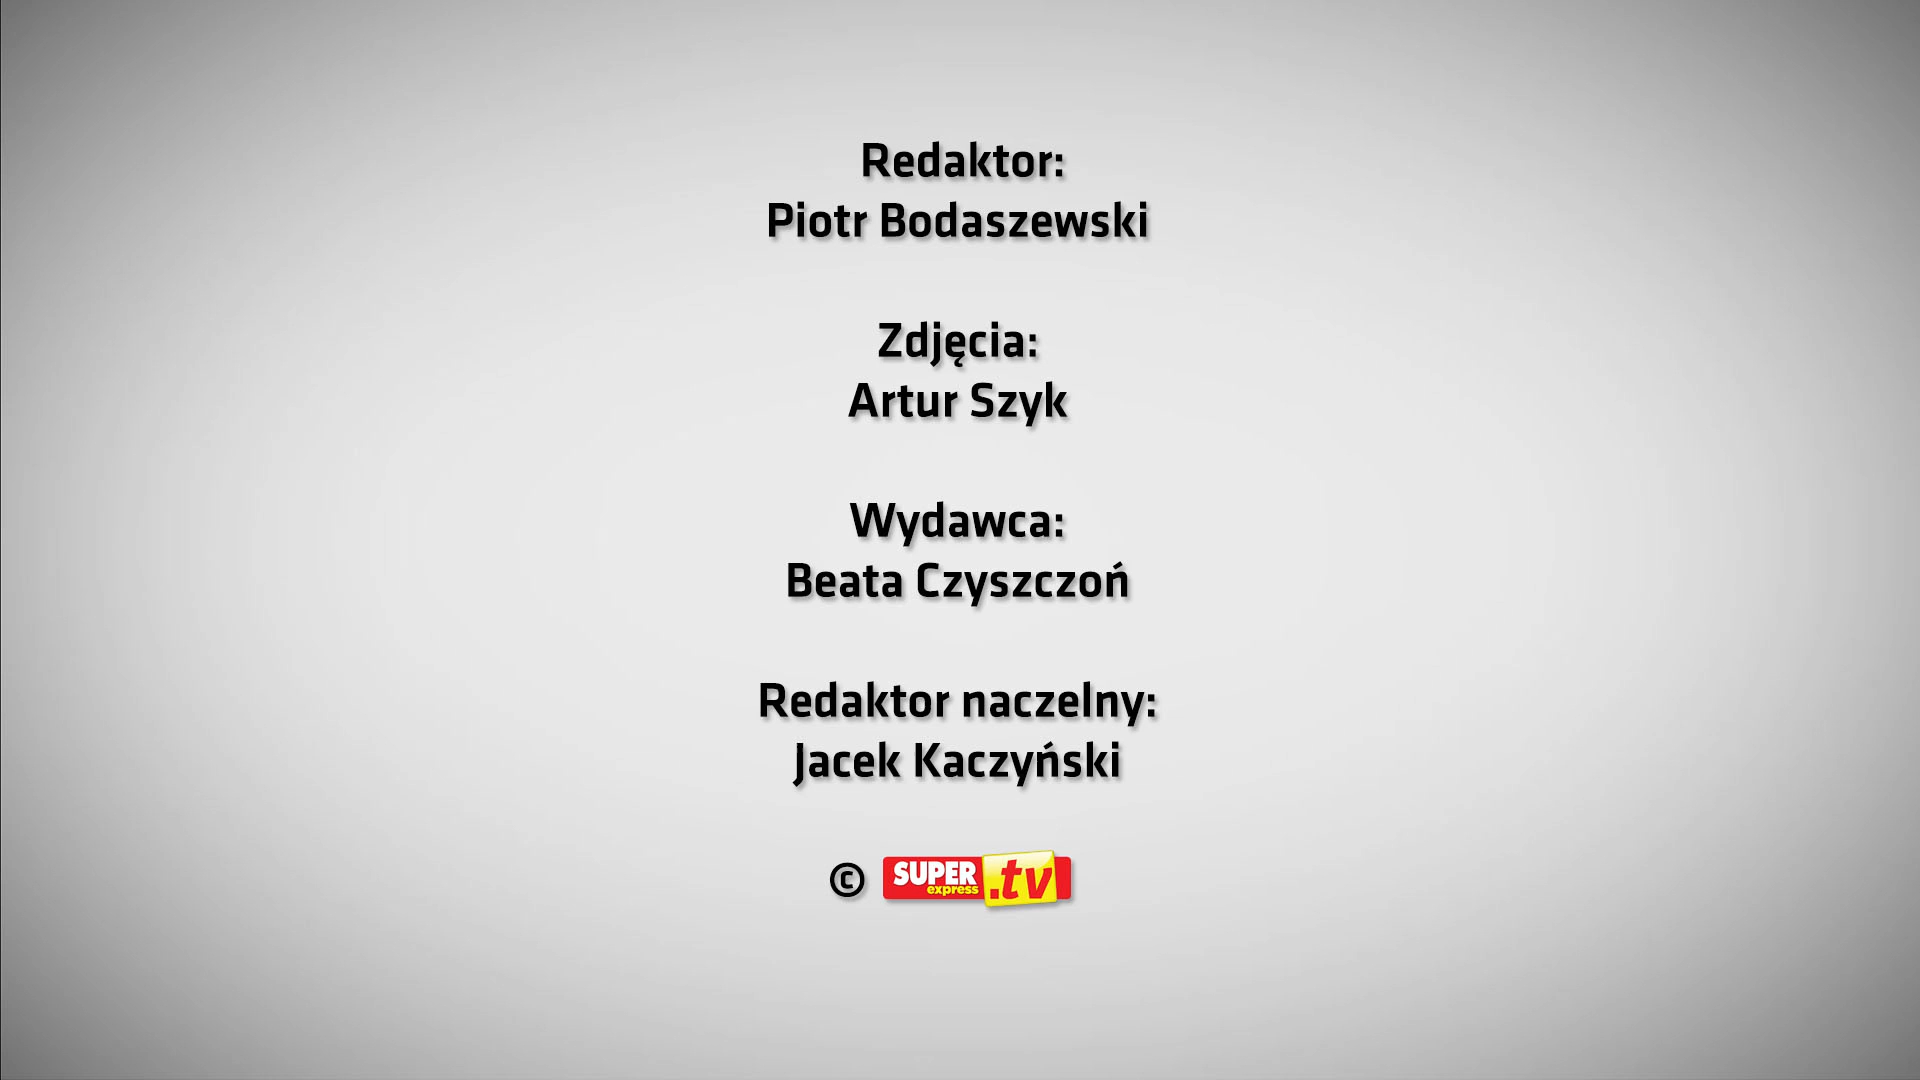 Redaktor:
Piotr Bodaszewski
Zdjęcia:
Artur Szyk
Wydawca:
Beata Czyszczoń
Redaktor naczelny:
Jacek Kaczyński
© SUPER express .tv